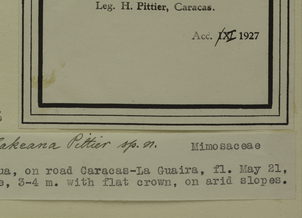 Leg. H. Pittier, Caracas.
Acc. IXI 1927
akeana Pittier sp. n. Mimosaceae
ua, on road Caracas-La Guaira, fl. May 21,
e, 3-4 m. with flat crown, on arid slopes.